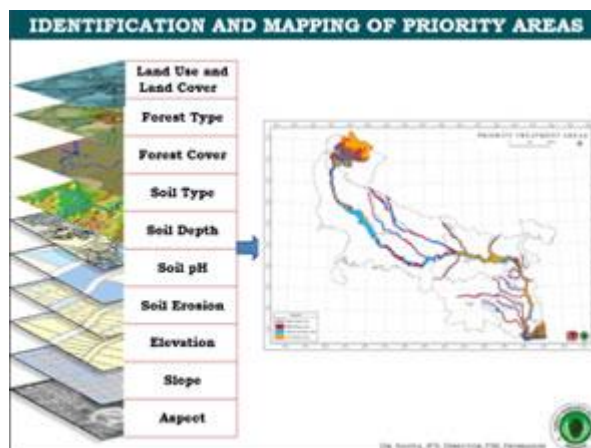 IDENTIFICATION AND MAPPING OF PRIORITY AREAS
Land Use and
Land Cover
Forest Type
Forest Cover
Soil Type
Soil Depth
Soil pH
Soil Erosion
Elevation
Slope
Aspect
PRIORITY TREATMENT AREAS